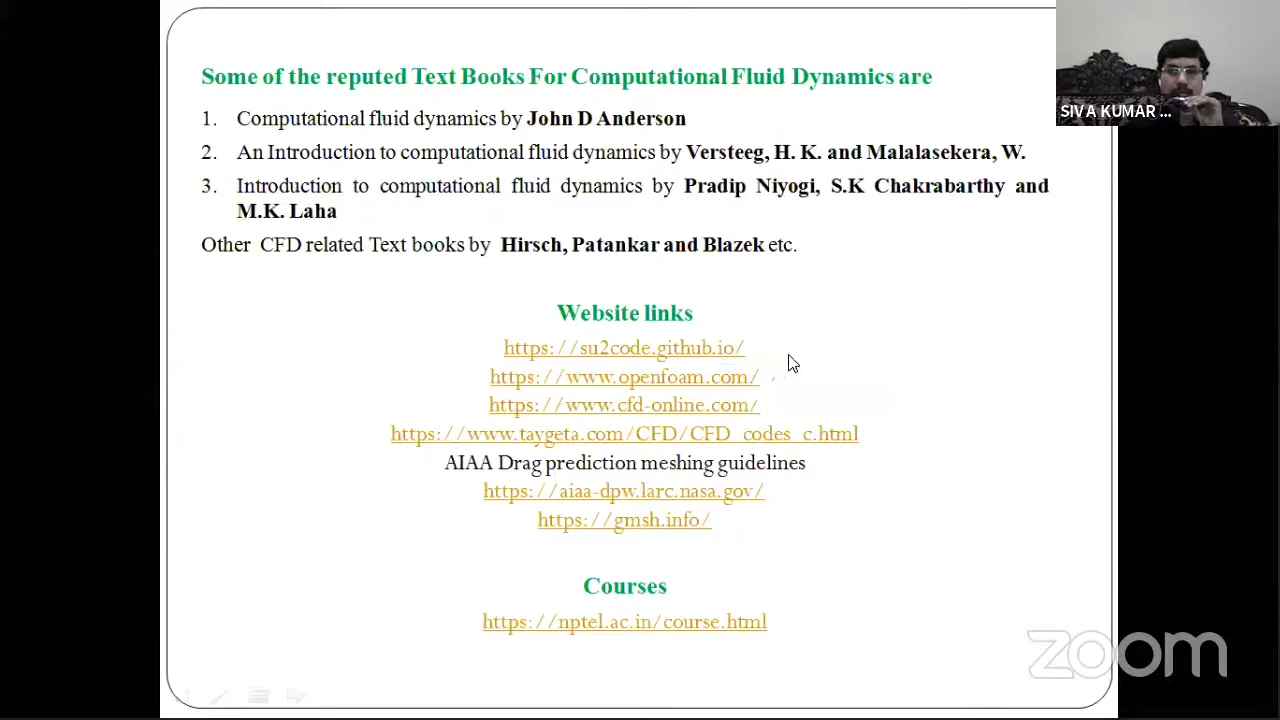 Some of the reputed Text Books For Computational Fluid Dynamics are
1. Computational fluid dynamics by John D Anderson
2. An Introduction to computational fluid dynamics by Versteeg, H. K. and Malalasekera, W.
3. Introduction to computational fluid dynamics by Pradip Niyogi, S.K Chakrabarthy and
M.K. Laha
Other CFD related Text books by Hirsch, Patankar and Blazek etc.
Website links
https://su2code.github.io/
https://www.openfoam.com/
https://www.cfd-online.com/
https://www.taygeta.com/CFD/CFD_codes_c.html
AIAA Drag prediction meshing guidelines
https://aiaa-dpw.larc.nasa.gov/
https://gmsh.info/
Courses
https://nptel.ac.in/course.html
SIVA KUMAR ...
zoom